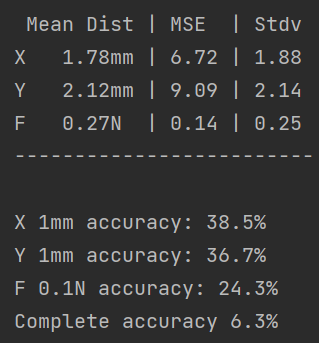 Mean Dist | MSE | Stdv
X 1.78mm | 6.72 | 1.88
Y 2.12mm | 9.09 | 2.14
F 0.27N | 0.14 | 0.25
-------------------------
X 1mm accuracy: 38.5%
Y 1mm accuracy: 36.7%
F 0.1N accuracy: 24.3%
Complete accuracy 6.3%